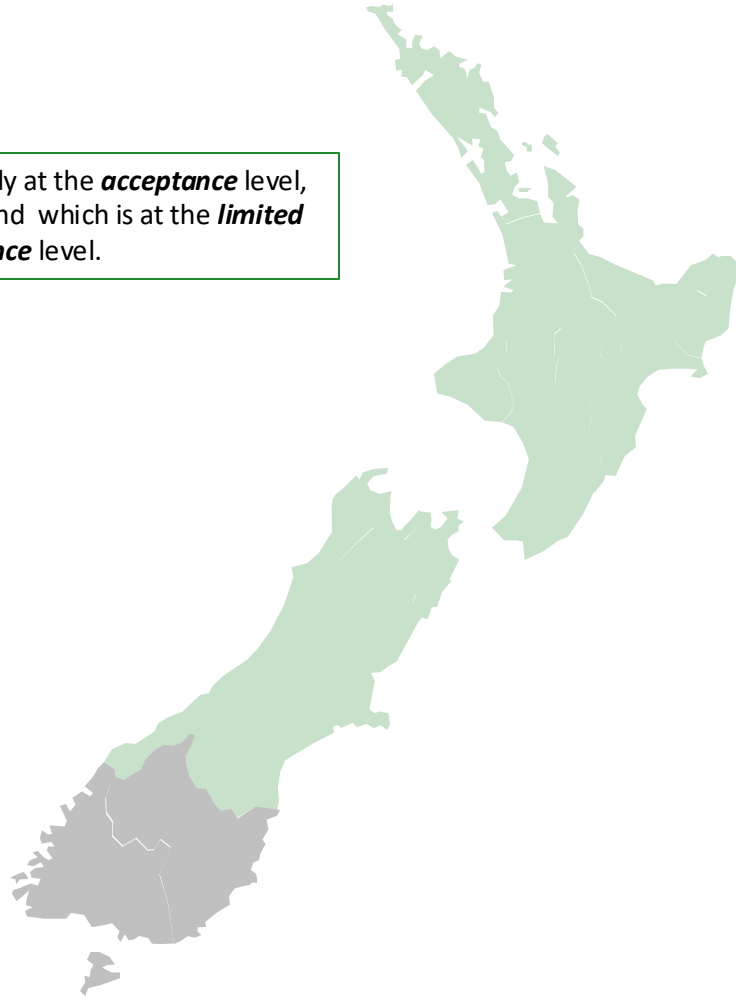 ly at the acceptance level,
nd which is at the limited
nce level.